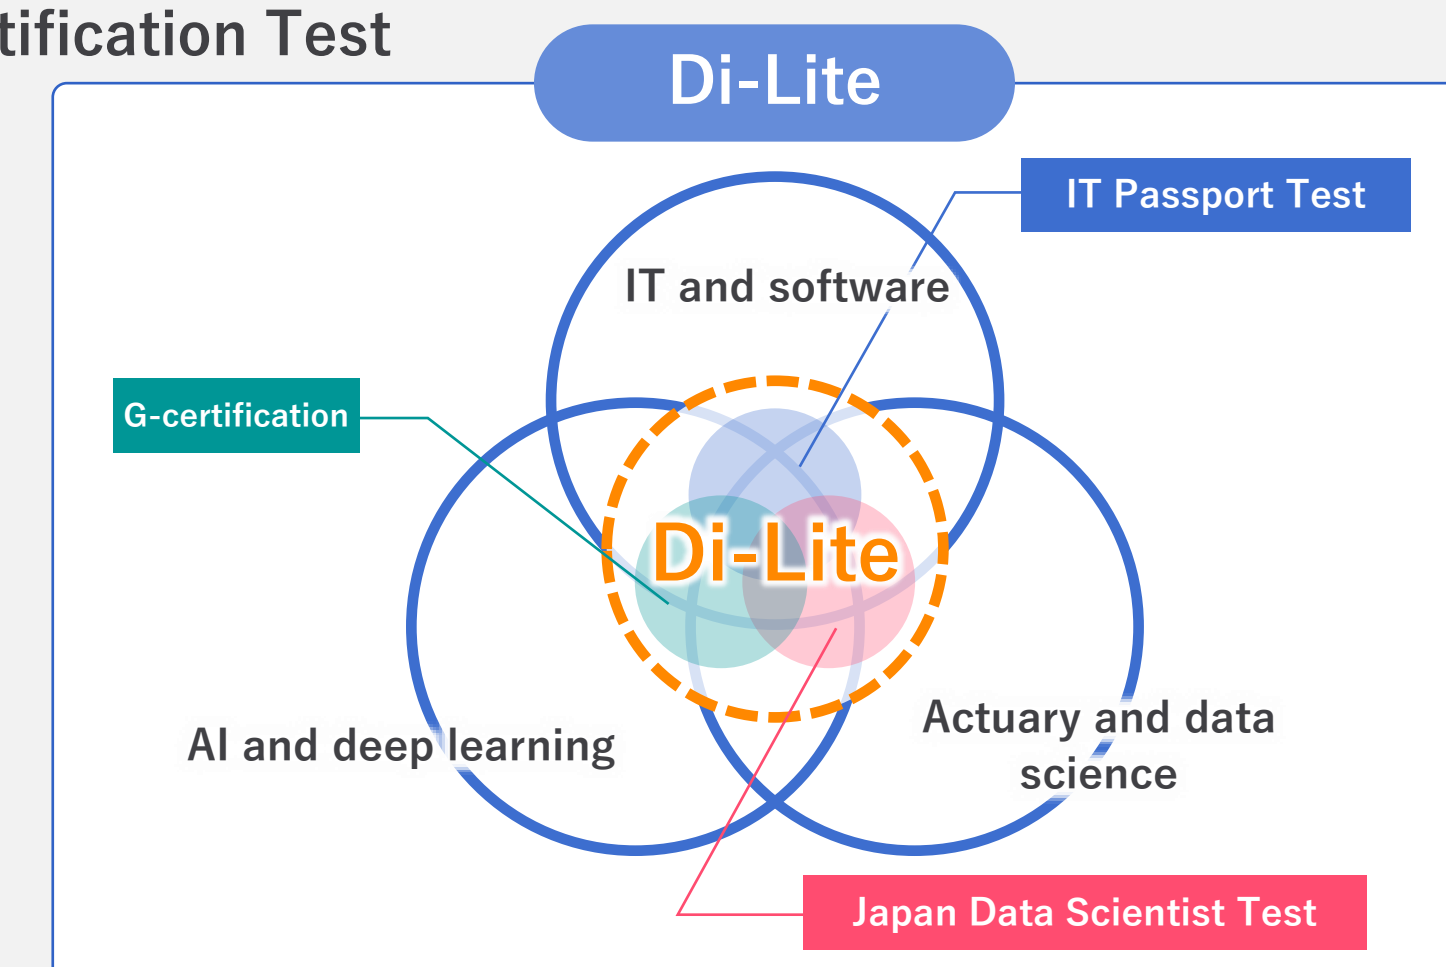 tification Test
Di-Lite
IT Passport Test
IT and software
G-certification
Di-Lite
AI and deep learning
Actuary and data
science
Japan Data Scientist Test